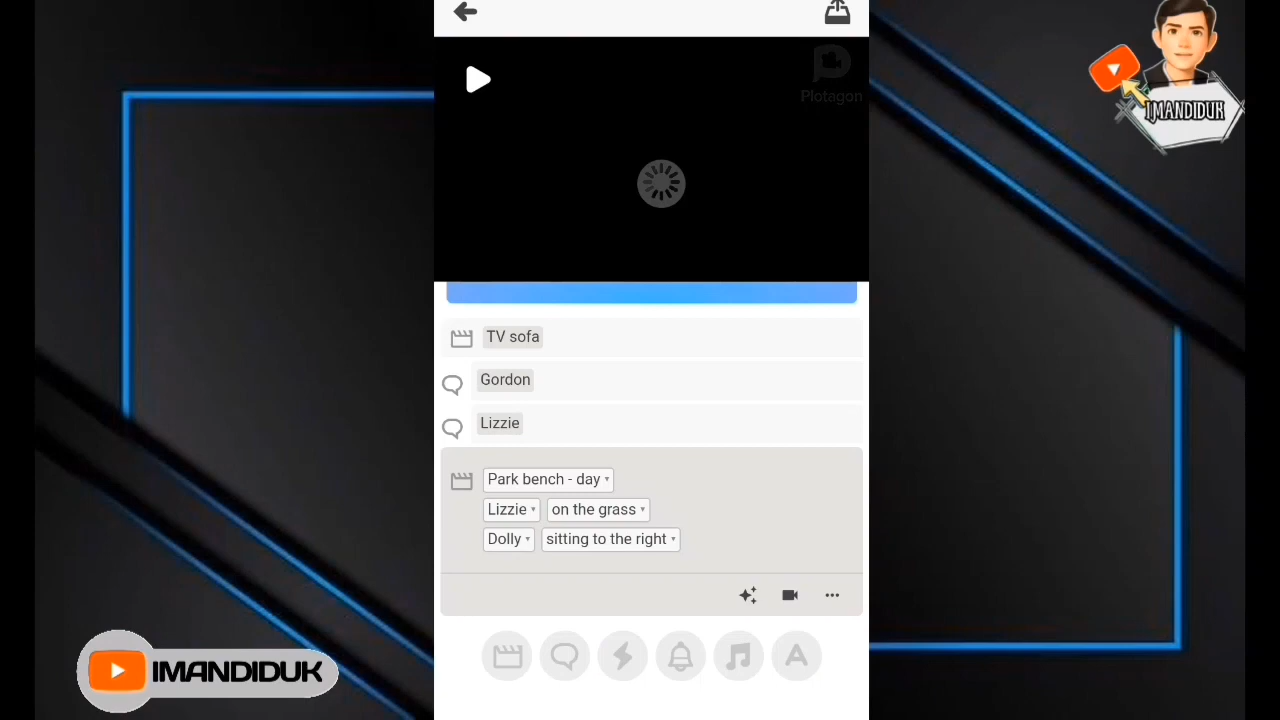 Plotagon
IMANDIDUK
TV sofa
Gordon
Lizzie
Park bench - day
Lizzie on the grass
Dolly sitting to the right
IMANDIDUK